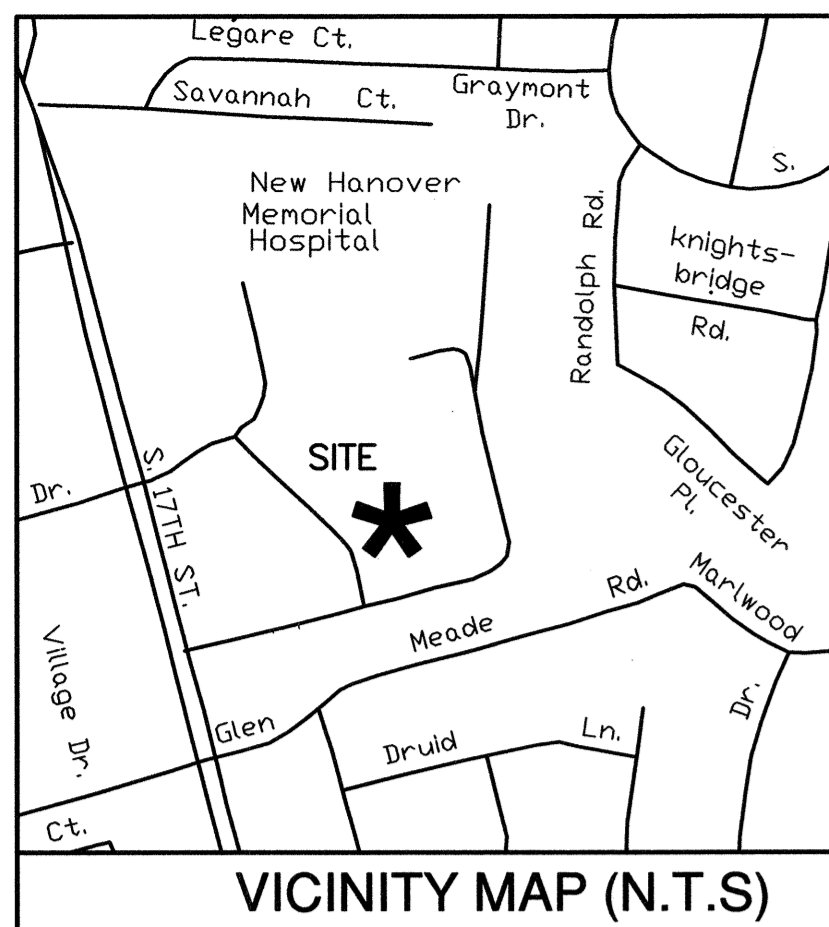 Legare Ct.
Savannah Ct.
Graymont
Dr.
S.
New Hanover
Memorial
Hospital
Randolph Rd.
knights-
bridge
Rd.
SITE
Gloucester
Pl.
Dr.
S. 17TH ST.
Marlwood
Dr.
Glen Meade Rd.
Village Dr.
Druid Ln.
Ct.
VICINITY MAP (N.T.S)